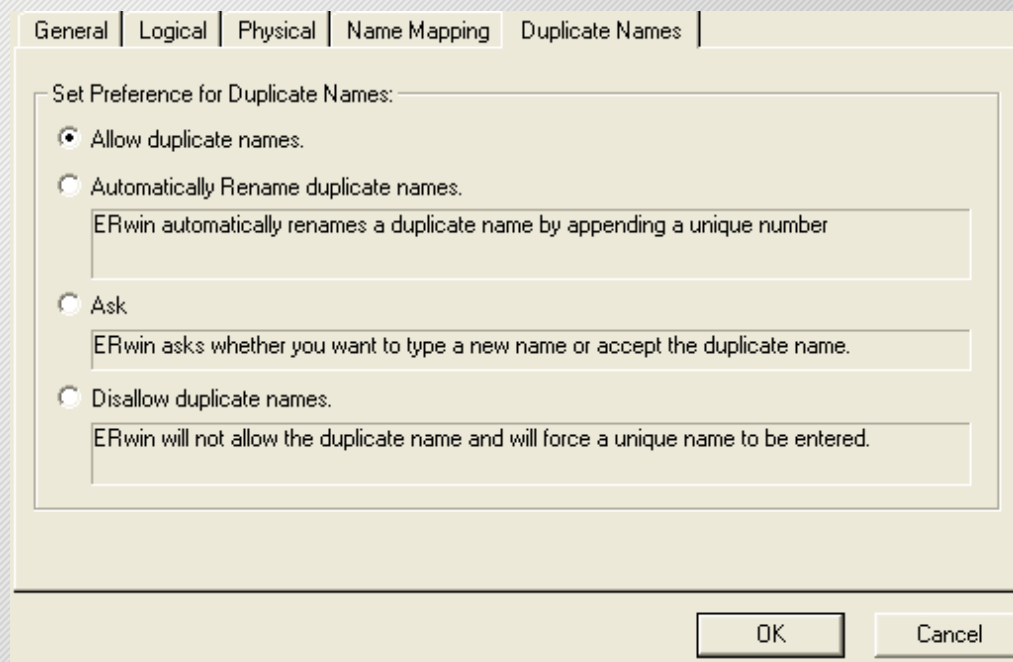 General Logical Physical Name Mapping Duplicate Names
Set Preference for Duplicate Names:
Allow duplicate names.
Automatically Rename duplicate names.
ERwin automatically renames a duplicate name by appending a unique number
Ask
ERwin asks whether you want to type a new name or accept the duplicate name.
Disallow duplicate names.
ERwin will not allow the duplicate name and will force a unique name to be entered.
OK Cancel